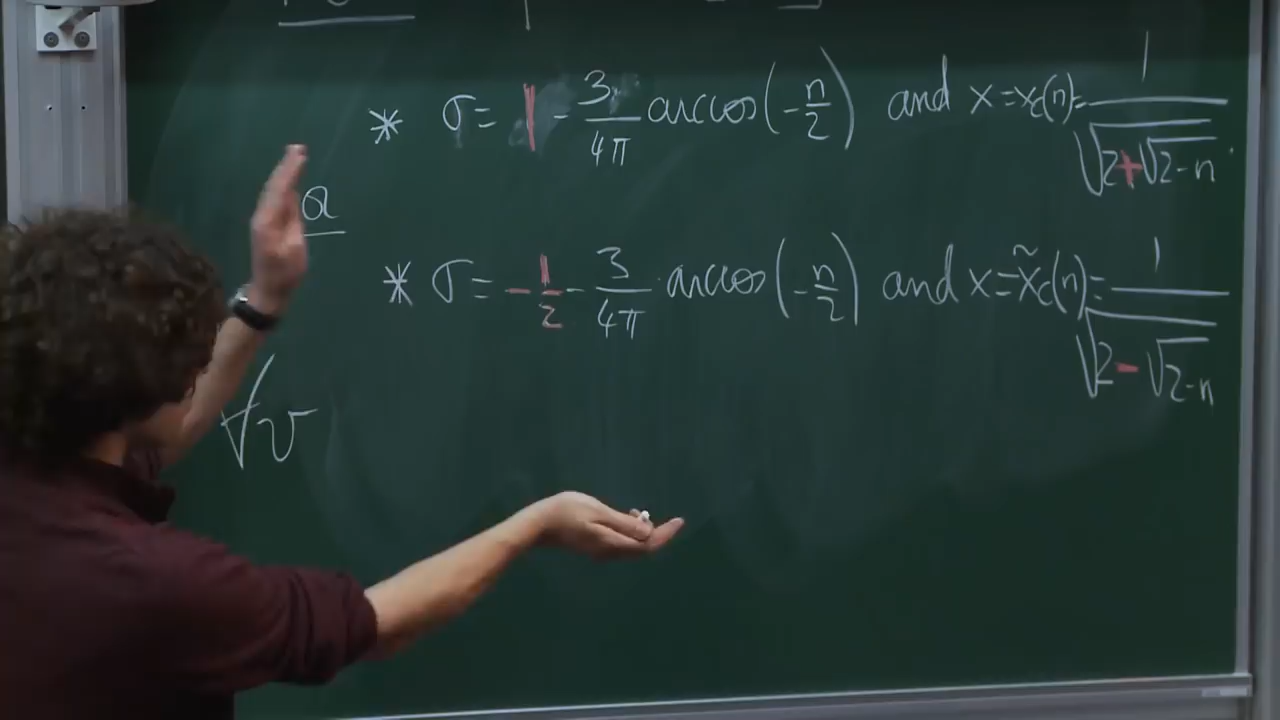 * σ = 1 - 3/4π arccos(-n/2) and x = x_c(n) = 1/√(2+√(2-n))
a
* σ = -1/2 - 3/4π · arccos(-n/2) and x = x̃_c(n) = 1/√(2-√(2-n))
∀v